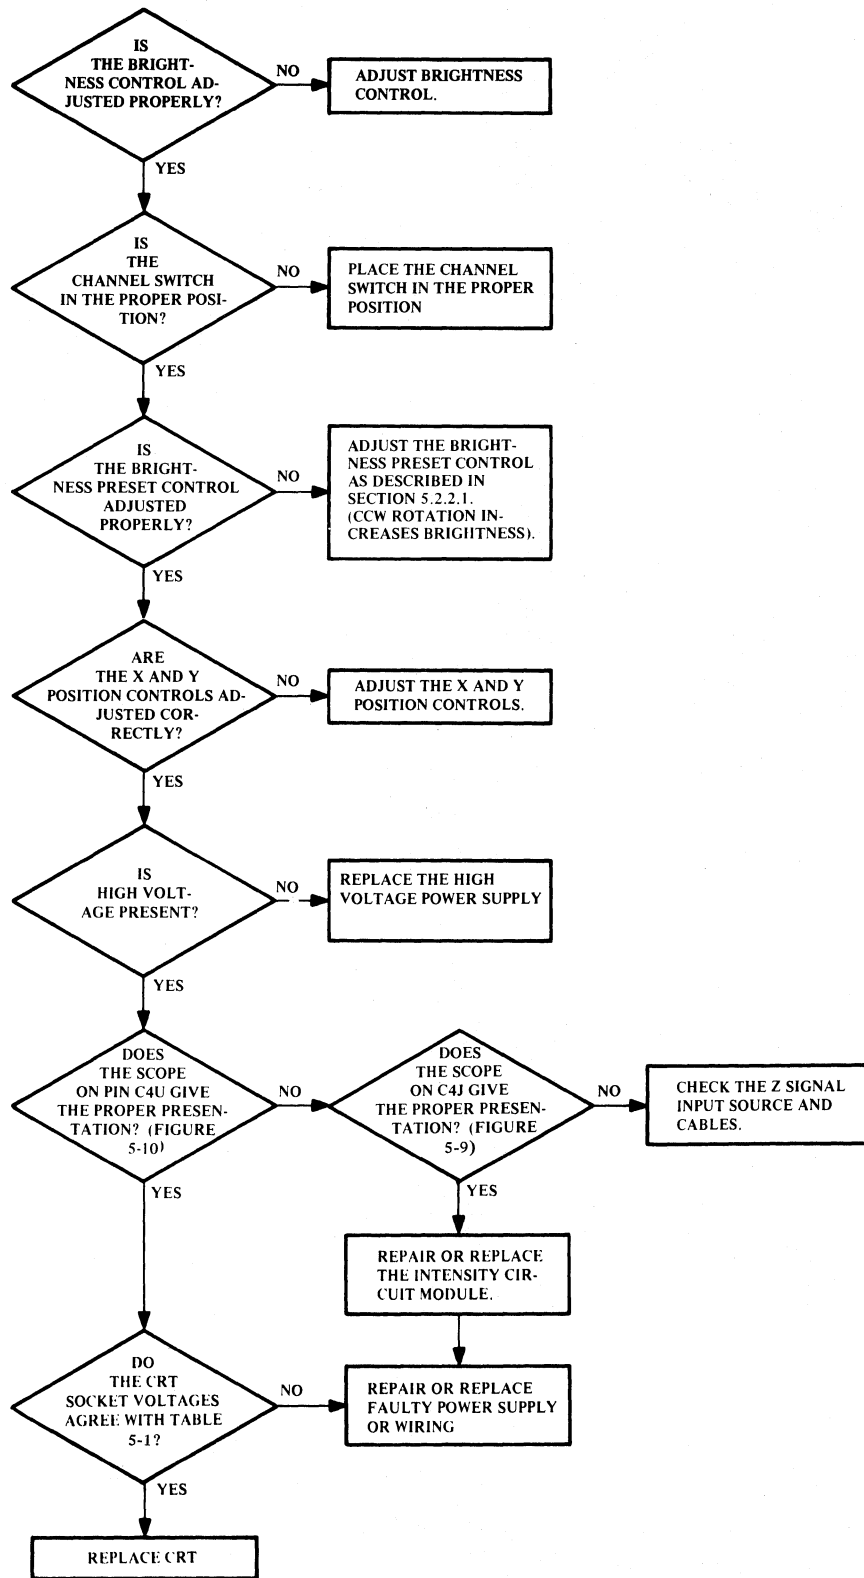 IS
THE BRIGHT-
NESS CONTROL AD-
JUSTED PROPERLY?
NO
ADJUST BRIGHTNESS
CONTROL.
YES
IS
THE
CHANNEL SWITCH
IN THE PROPER POSI-
TION?
NO
PLACE THE CHANNEL
SWITCH IN THE PROPER
POSITION
YES
IS
THE BRIGHT-
NESS PRESET CONTROL
ADJUSTED
PROPERLY?
NO
ADJUST THE BRIGHT-
NESS PRESET CONTROL
AS DESCRIBED IN
SECTION 5.2.2.1.
(CCW ROTATION IN-
CREASES BRIGHTNESS).
YES
ARE
THE X AND Y
POSITION CONTROLS AD-
JUSTED COR-
RECTLY?
NO
ADJUST THE X AND Y
POSITION CONTROLS.
YES
IS
HIGH VOLT-
AGE PRESENT?
NO
REPLACE THE HIGH
VOLTAGE POWER SUPPLY
YES
DOES
THE SCOPE
ON PIN C4U GIVE
THE PROPER PRESEN-
TATION? (FIGURE
5-10)
NO
DOES
THE SCOPE
ON C4J GIVE
THE PROPER PRESEN-
TATION? (FIGURE
5-9)
NO
CHECK THE Z SIGNAL
INPUT SOURCE AND
CABLES.
YES
YES
REPAIR OR REPLACE
THE INTENSITY CIR-
CUIT MODULE.
DO
THE CRT
SOCKET VOLTAGES
AGREE WITH TABLE
5-1?
NO
REPAIR OR REPLACE
FAULTY POWER SUPPLY
OR WIRING
YES
REPLACE CRT